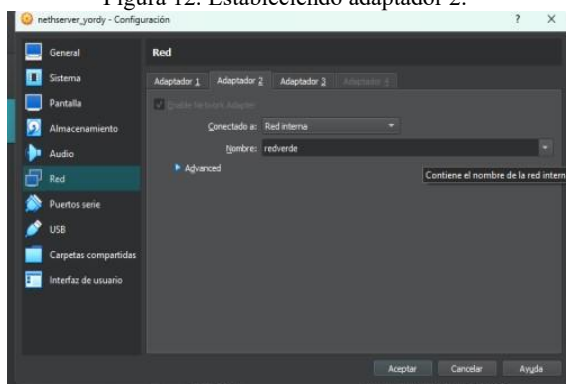 Figura 12. Estableciendo adaptador 2.
nethserver_yordy - Configuración
? X
General
Sistema
Pantalla
Almacenamiento
Audio
Red
Puertos serie
USB
Carpetas compartidas
Interfaz de usuario
Red
Adaptador 1 Adaptador 2 Adaptador 3 Adaptador 4
Enable Network Adapter
Conectado a: Red interna
Nombre: redverde
Advanced
Contiene el nombre de la red intern
Aceptar Cancelar Ayuda